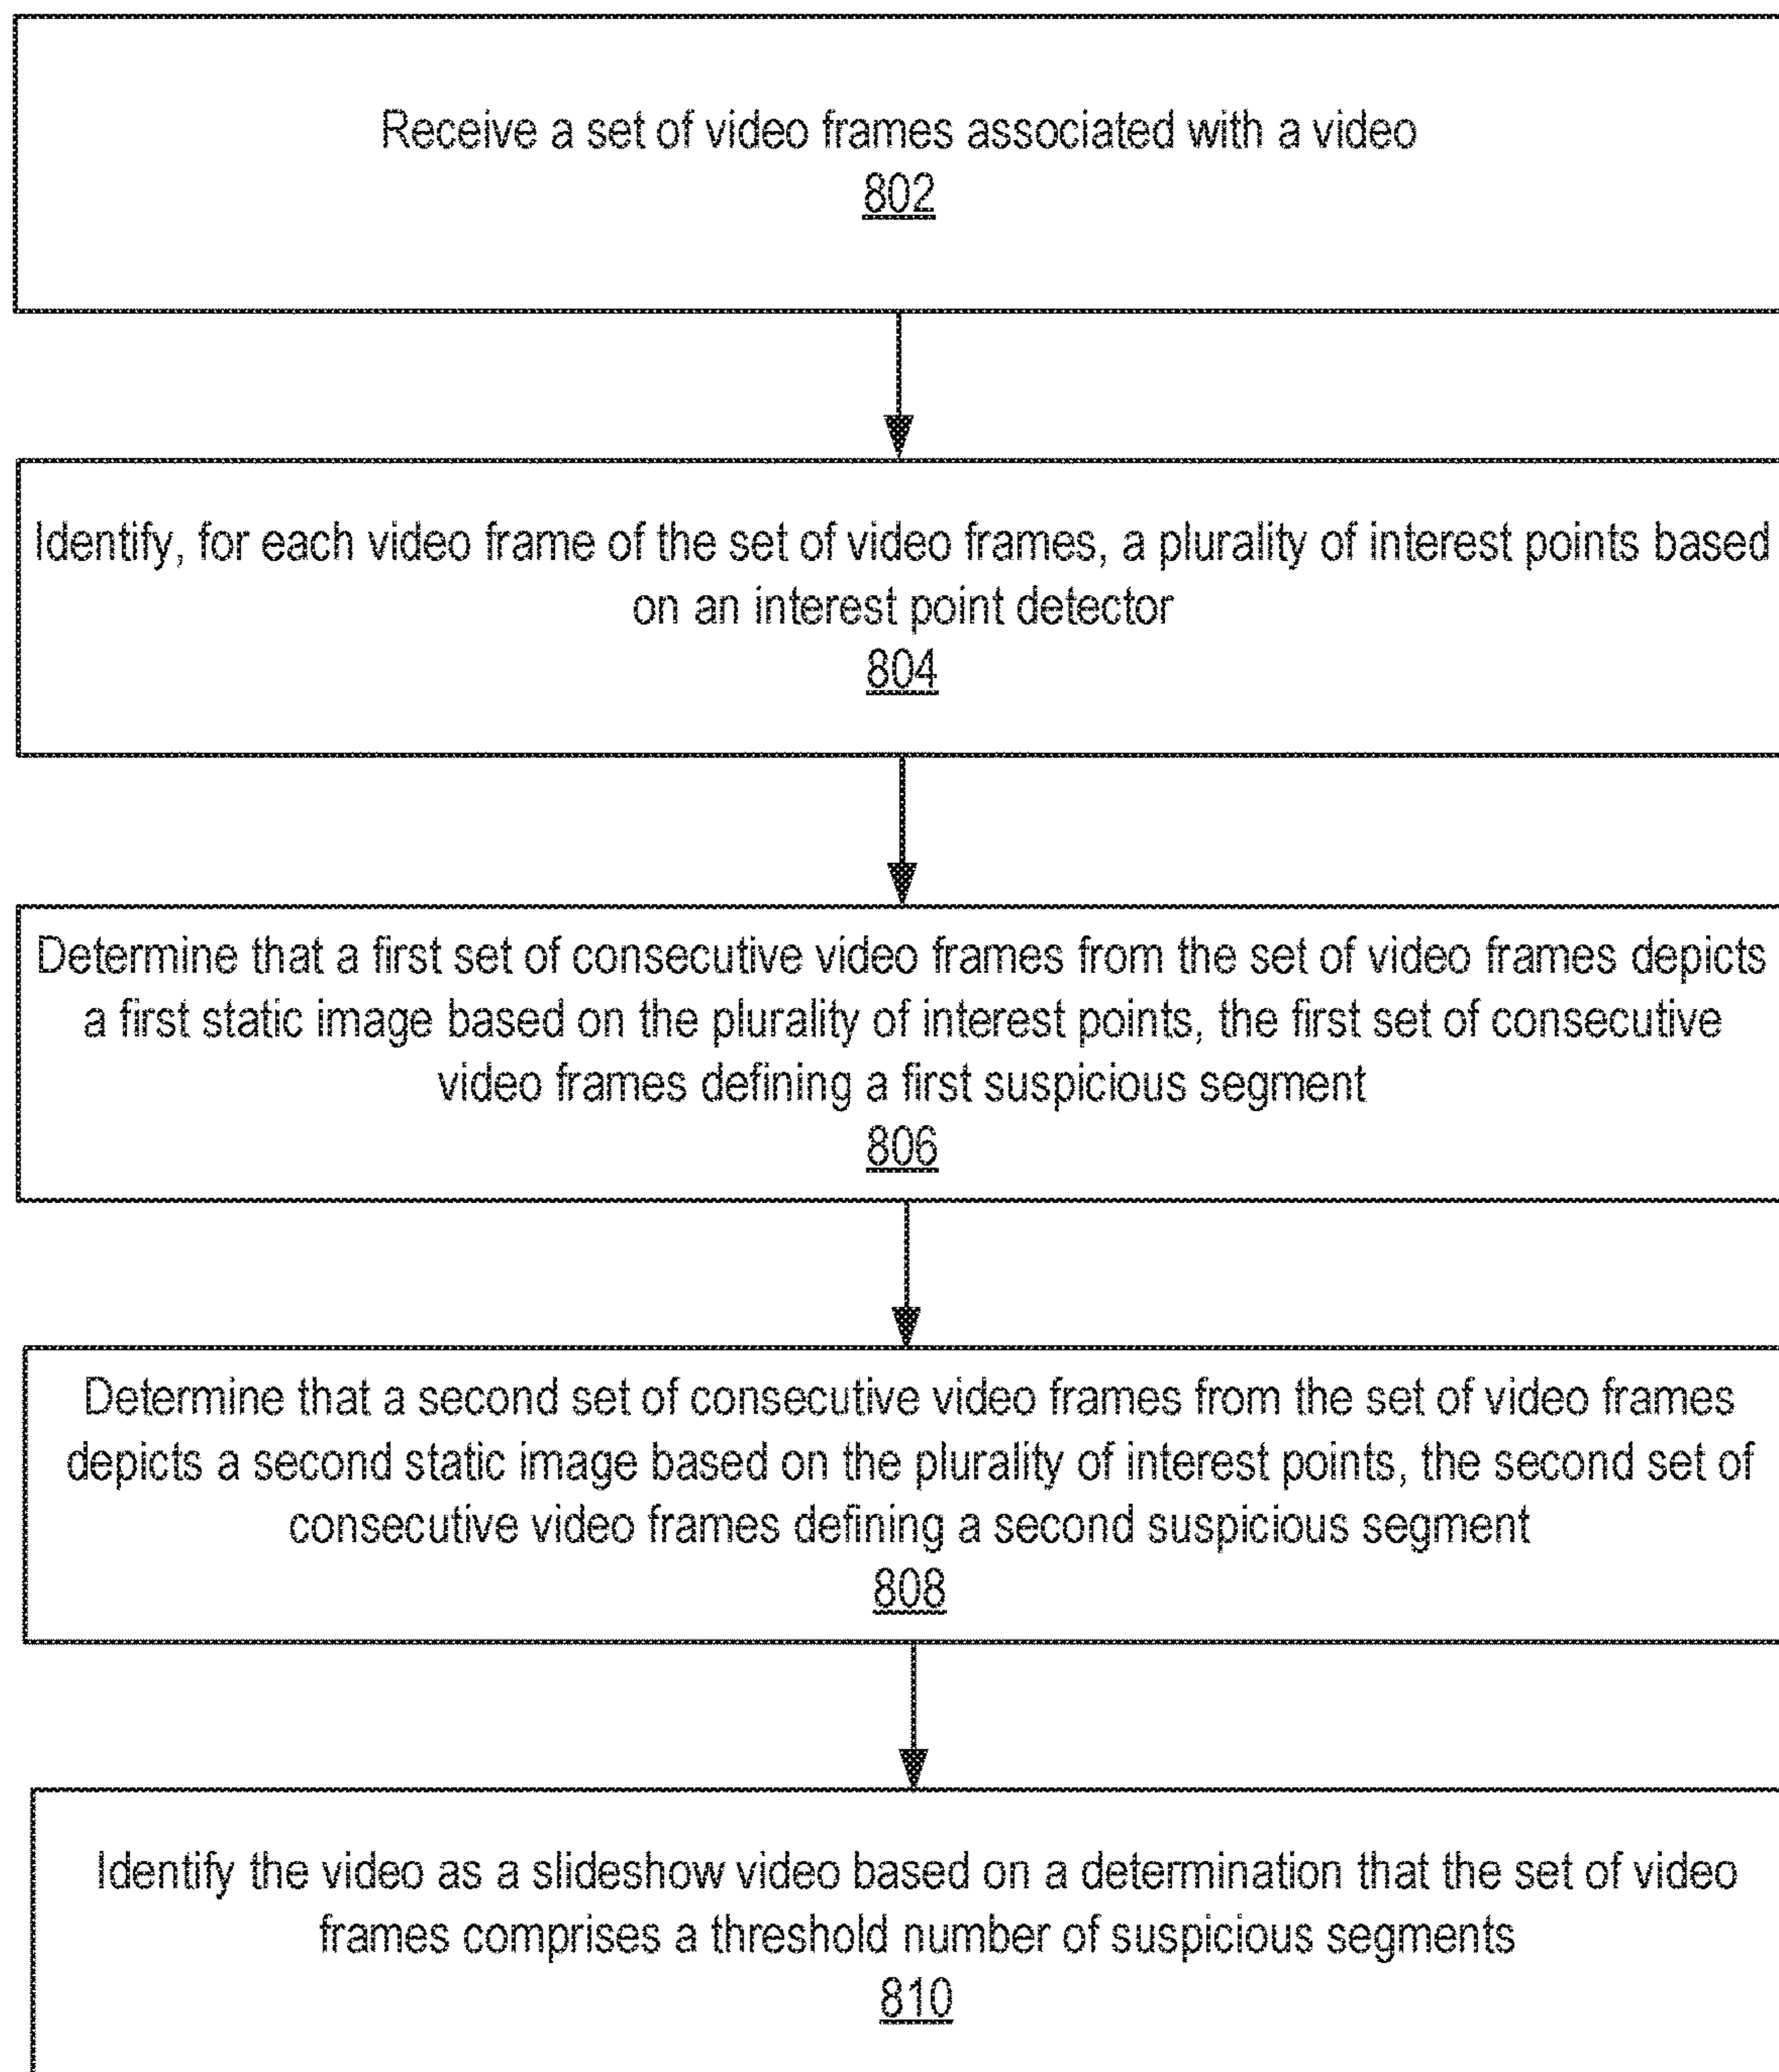 Receive a set of video frames associated with a video
802
Identify, for each video frame of the set of video frames, a plurality of interest points based
on an interest point detector
804
Determine that a first set of consecutive video frames from the set of video frames depicts
a first static image based on the plurality of interest points, the first set of consecutive
video frames defining a first suspicious segment
806
Determine that a second set of consecutive video frames from the set of video frames
depicts a second static image based on the plurality of interest points, the second set of
consecutive video frames defining a second suspicious segment
808
Identify the video as a slideshow video based on a determination that the set of video
frames comprises a threshold number of suspicious segments
810